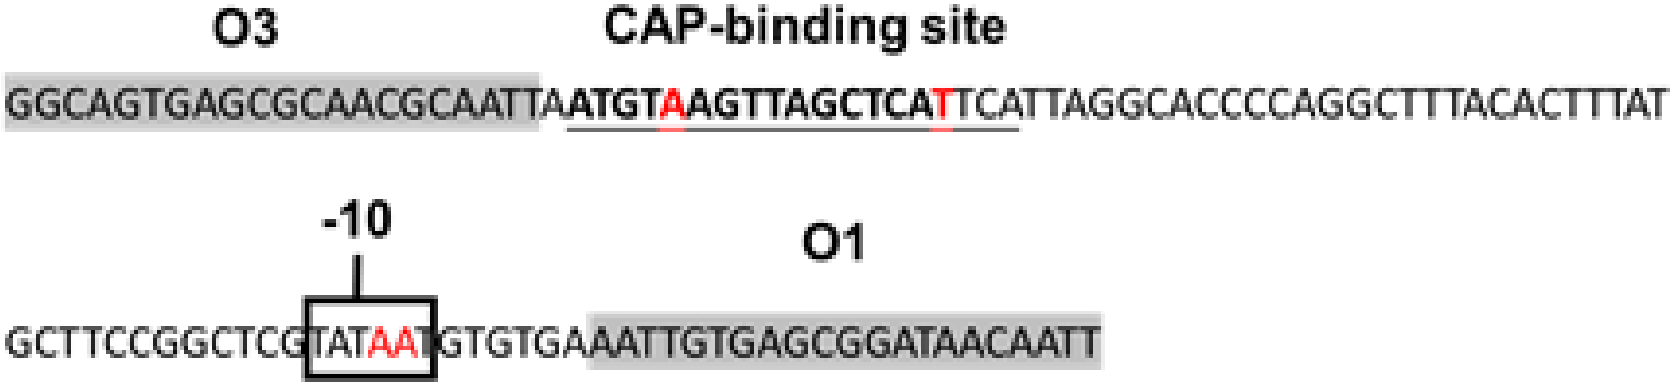 O3 CAP-binding site
GGCAGTGAGCGCAACGCAATTAATGTAAGTTAGCTCATTCATTAGGCACCCCAGGCTTTACACTTTAT
-10 O1
GCTTCCGGCTCGTATAATGTGTGAAATTGTGAGCGGATAACAATT